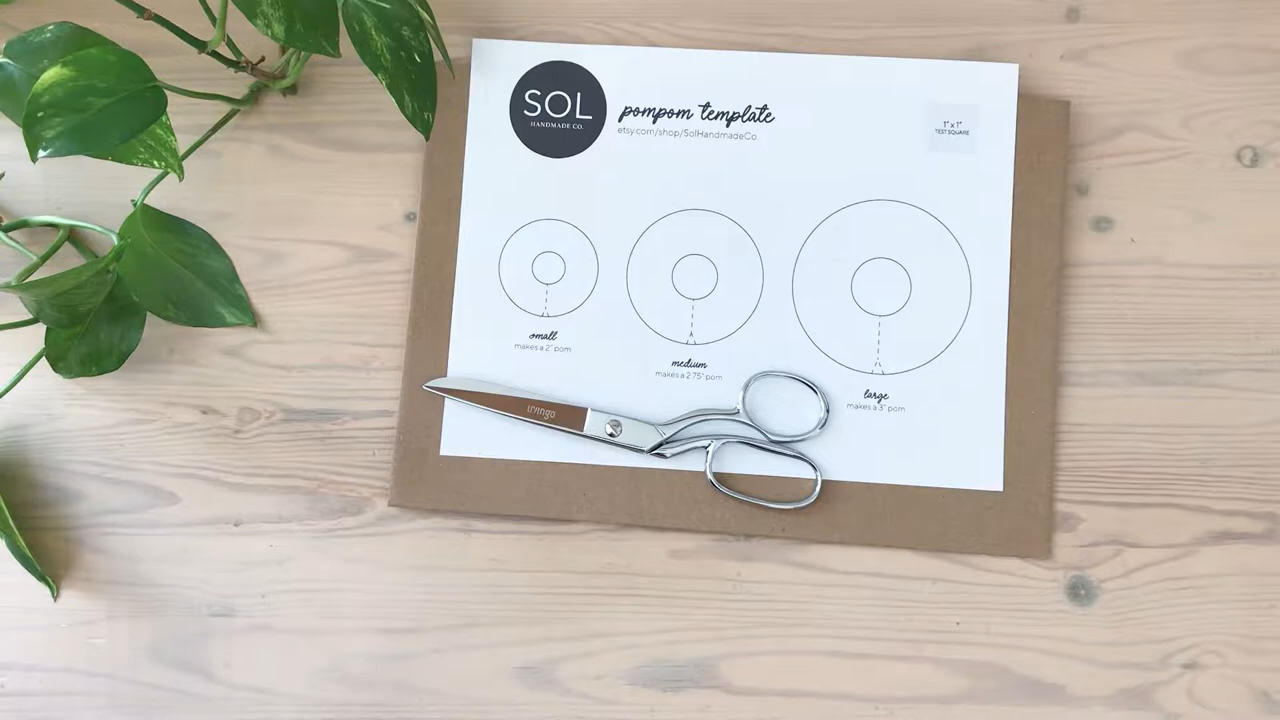 SOL
HANDMADE CO.
pompom template
etsy.com/shop/SolHandmadeCo.
1" x 1"
TEST SQUARE
small
makes a 2" pom
medium
makes a 2.75" pom
large
makes a 3" pom